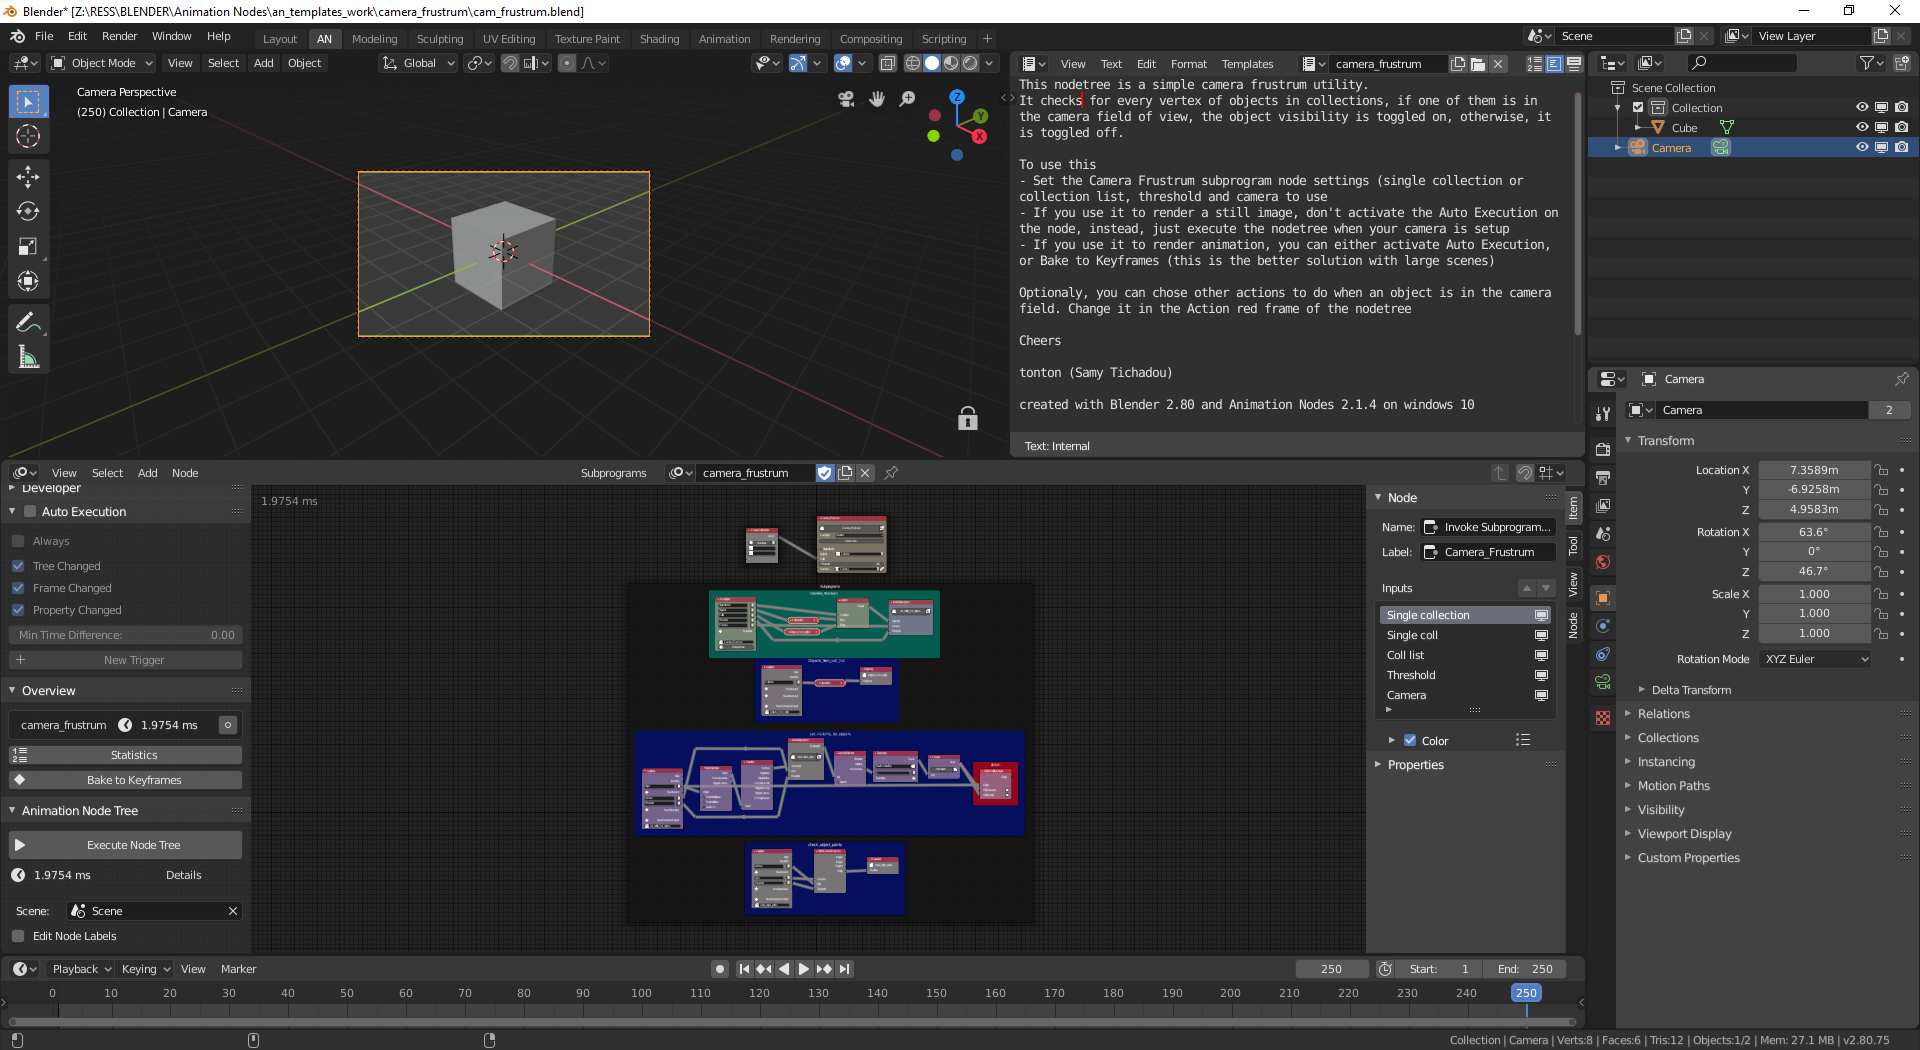 Blender* [Z:\RESS\BLENDER\Animation Nodes\an_templates_work\camera_frustrum\cam_frustrum.blend]
File Edit Render Window Help Layout AN Modeling Sculpting UV Editing Texture Paint Shading Animation Rendering Compositing Scripting Scene View Layer
Object Mode View Select Add Object Global
Camera Perspective
(250) Collection | Camera
X
Y
Z
View Text Edit Format Templates camera_frustrum
This nodetree is a simple camera frustrum utility.
It checks for every vertex of objects in collections, if one of them is in
the camera field of view, the object visibility is toggled on, otherwise, it
is toggled off.
To use this
- Set the Camera Frustrum subprogram node settings (single collection or
collection list, threshold and camera to use
- If you use it to render a still image, don't activate the Auto Execution on
the node, instead, just execute the nodetree when your camera is setup
- If you use it to render animation, you can either activate Auto Execution,
or Bake to Keyframes (this is the better solution with large scenes)
Optionaly, you can chose other actions to do when an object is in the camera
field. Change it in the Action red frame of the nodetree
Cheers
tonton (Samy Tichadou)
created with Blender 2.80 and Animation Nodes 2.1.4 on windows 10
Text: Internal
Scene Collection
Collection
Cube
Camera
Camera
Camera 2
Transform
Location X 7.3589m
Y -6.9258m
Z 4.9583m
Rotation X 63.6°
Y 0°
Z 46.7°
Scale X 1.000
Y 1.000
Z 1.000
Rotation Mode XYZ Euler
Delta Transform
Relations
Collections
Instancing
Motion Paths
Visibility
Viewport Display
Custom Properties
View Select Add Node Subprograms camera_frustrum
Developer
Auto Execution
Always
Tree Changed
Frame Changed
Property Changed
Min Time Difference: 0.00
New Trigger
Overview
camera_frustrum 1.9754 ms
Statistics
Bake to Keyframes
Animation Node Tree
Execute Node Tree
1.9754 ms Details
Scene: Scene
Edit Node Labels
1.9754 ms
Node
Name: Invoke Subprogram...
Label: Camera_Frustrum
Inputs
Single collection
Single coll
Coll list
Threshold
Camera
Color
Properties
Item
Tool
View
Node
Playback Keying View Marker 250 Start: 1 End: 250
0 10 20 30 40 50 60 70 80 90 100 110 120 130 140 150 160 170 180 190 200 210 220 230 240 250
Collection | Camera | Verts:8 | Faces:6 | Tris:12 | Objects:1/2 | Mem: 27.1 MB | v2.80.75